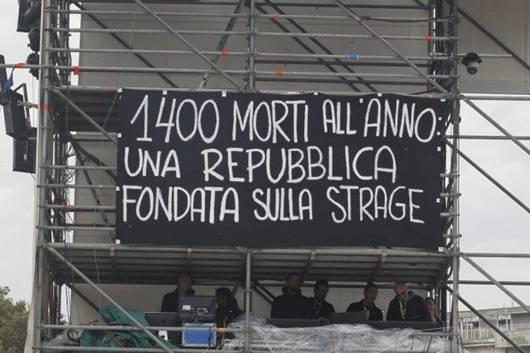 1400 MORTI ALL'ANNO
UNA REPUBBLICA
FONDATA SULLA STRAGE